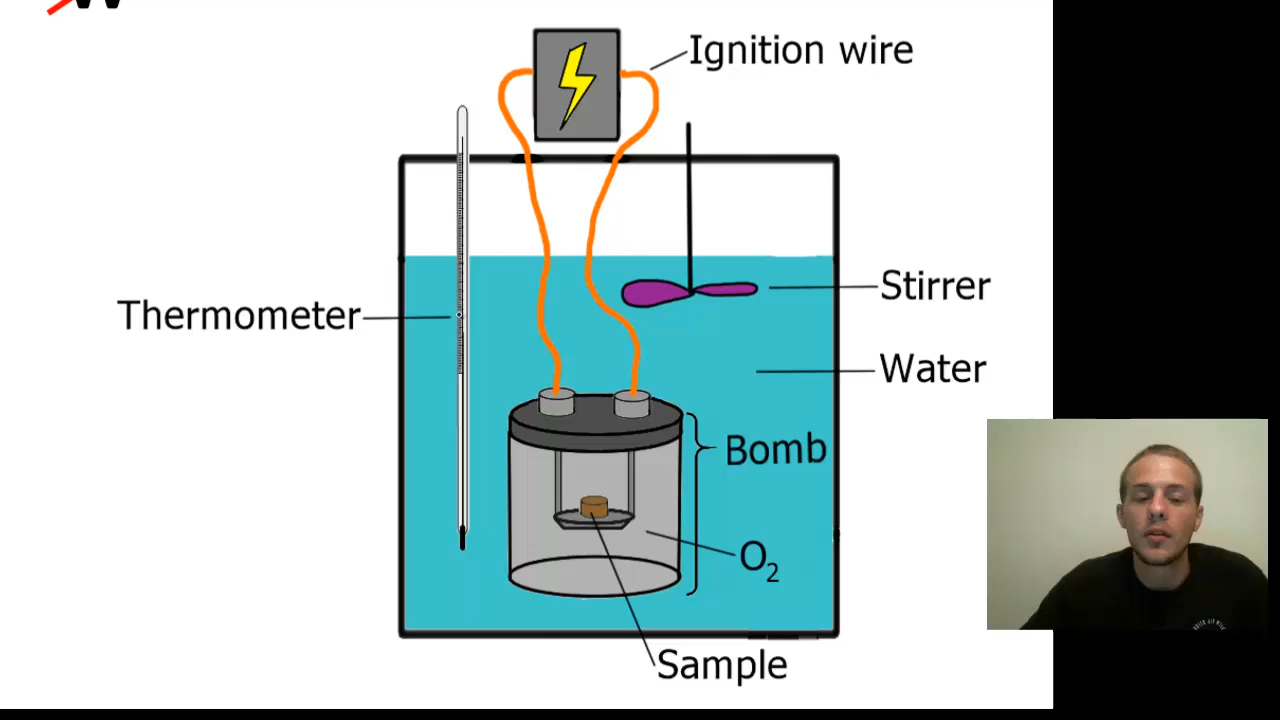 Ignition wire
Thermometer
Stirrer
Water
Bomb
O₂
Sample